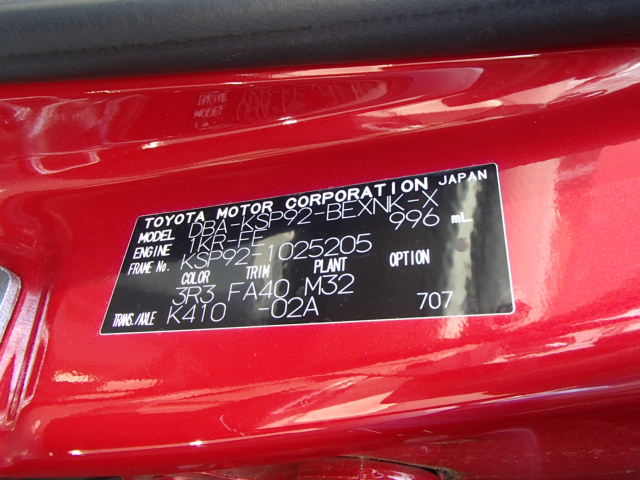 TOYOTA MOTOR CORPORATION JAPAN
MODEL DBA-KSP92-BEXNK-X
ENGINE 1KR-FE 996 mL
FRAME No. KSP92-1025205
COLOR TRIM PLANT OPTION
3R3 FA40 M32
TRANS./AXLE K410 -02A 707